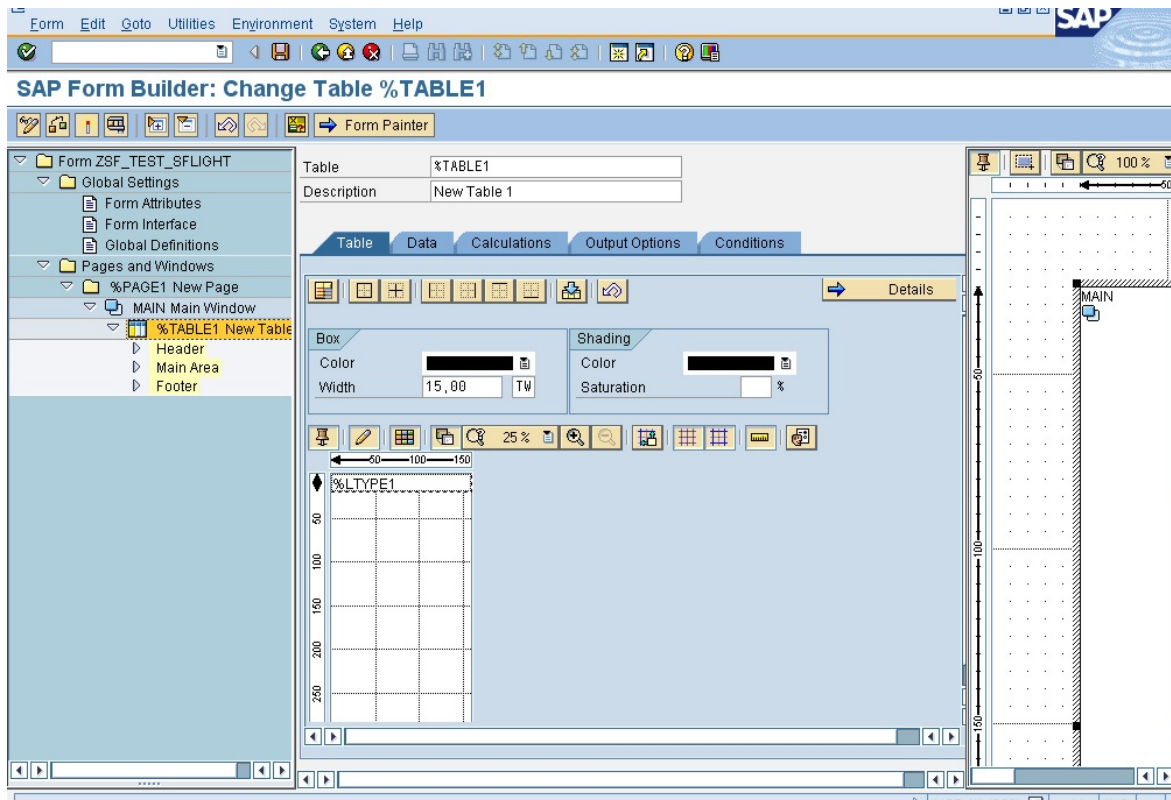 Form Edit Goto Utilities Environment System Help
SAP
SAP Form Builder: Change Table %TABLE1
Form Painter
Form ZSF_TEST_SFLIGHT
Global Settings
Form Attributes
Form Interface
Global Definitions
Pages and Windows
%PAGE1 New Page
MAIN Main Window
%TABLE1 New Table
Header
Main Area
Footer
Table %TABLE1
Description New Table 1
Table Data Calculations Output Options Conditions
Details
Box
Color
Width 15,00 TW
Shading
Color
Saturation %
25 %
50 100 150
%LTYPE1
50
100
150
200
250
100 %
50
MAIN
50
100
150